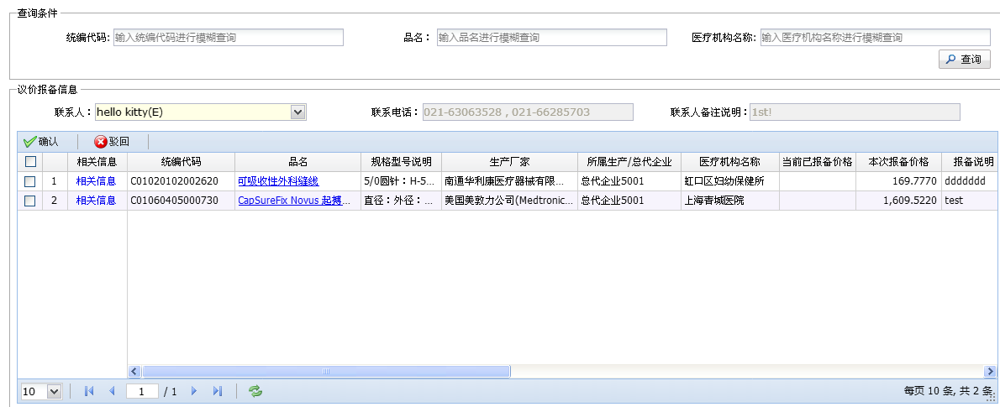 查询条件
统编代码: 输入统编代码进行模糊查询 品名： 输入品名进行模糊查询 医疗机构名称: 输入医疗机构名称进行模糊查询
查询
议价报备信息
联系人： hello kitty(E) 联系电话： 021-63063528 , 021-66285703 联系人备注说明： 1st!
确认 驳回
相关信息 统编代码 品名 规格型号说明 生产厂家 所属生产/总代企业 医疗机构名称 当前已报备价格 本次报备价格 报备说明
1 相关信息 C01020102002620 可吸收性外科缝线 5/0圆针：H-5... 南通华利康医疗器械有限... 总代企业5001 虹口区妇幼保健所 169.7770 ddddddd
2 相关信息 C01060405000730 CapSureFix Novus 起搏... 直径：外径：... 美国美敦力公司(Medtronic... 总代企业5001 上海青城医院 1,609.5220 test
10 1 / 1 每页 10 条, 共 2 条